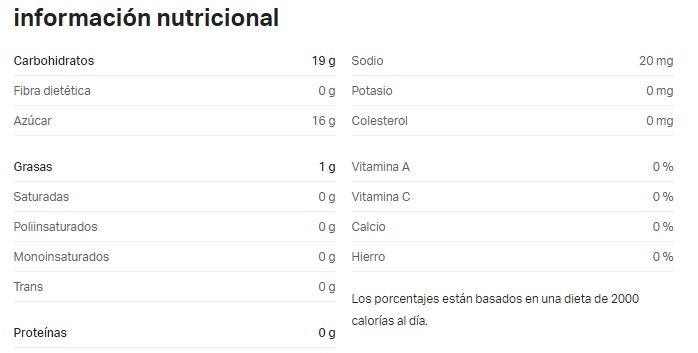 información nutricional
Carbohidratos 19 g
Fibra dietética 0 g
Azúcar 16 g
Grasas 1 g
Saturadas 0 g
Poliinsaturados 0 g
Monoinsaturados 0 g
Trans 0 g
Proteínas 0 g
Sodio 20 mg
Potasio 0 mg
Colesterol 0 mg
Vitamina A 0 %
Vitamina C 0 %
Calcio 0 %
Hierro 0 %
Los porcentajes están basados en una dieta de 2000
calorías al día.